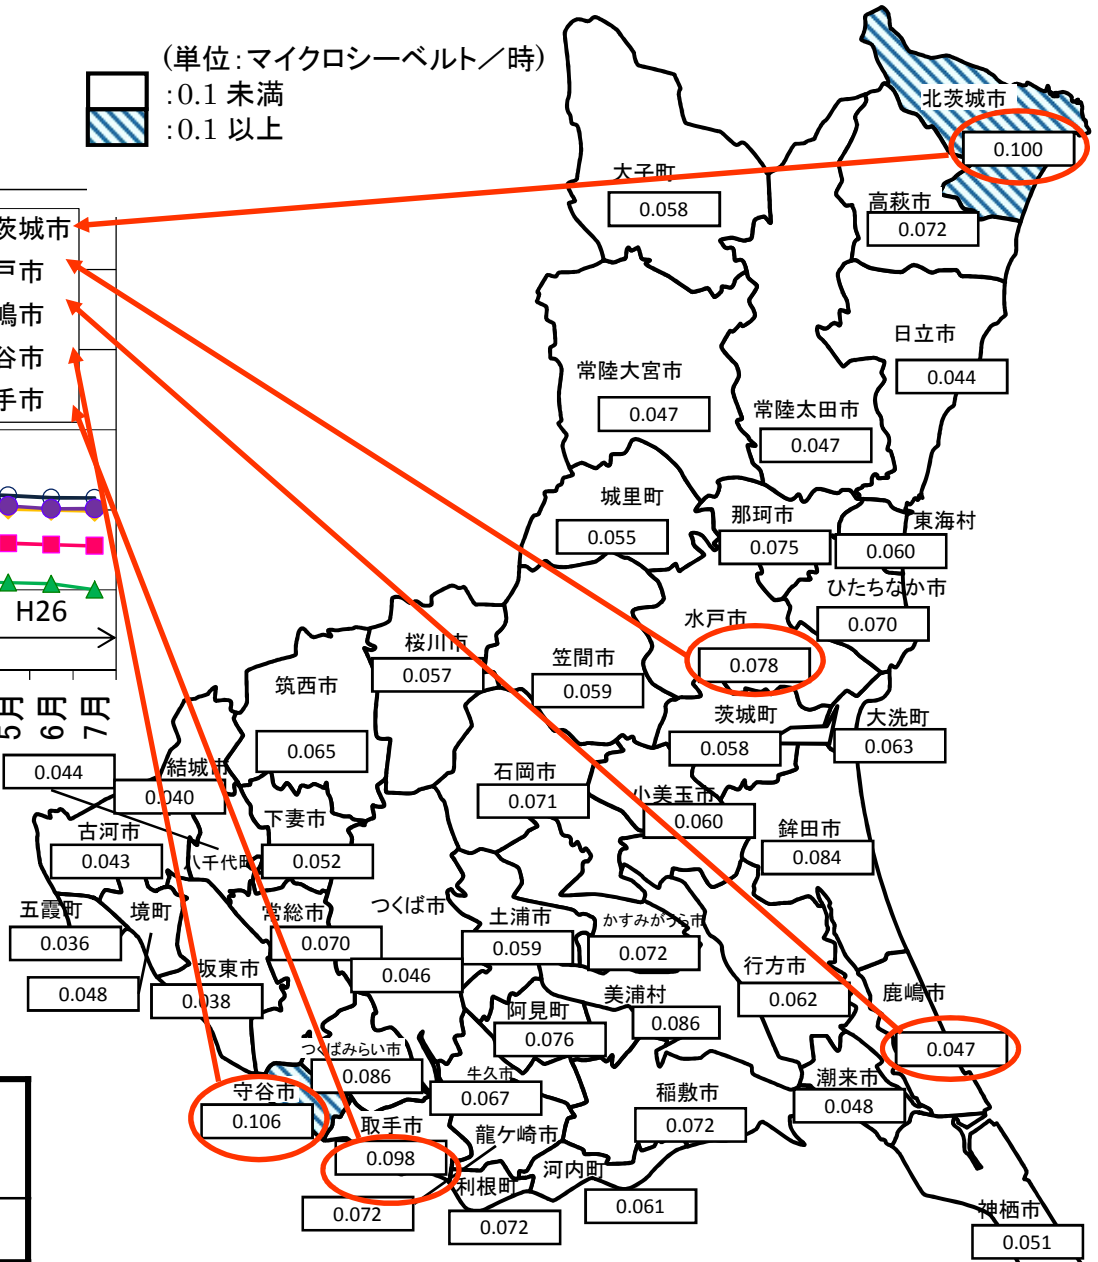 (単位:マイクロシーベルト／時)
:0.1 未満
:0.1 以上
茨城市
戸市
嶋市
谷市
手市
H26
5月
6月
7月
北茨城市
0.100
大子町
0.058
高萩市
0.072
日立市
0.044
常陸大宮市
0.047
常陸太田市
0.047
城里町
0.055
那珂市
0.075
東海村
0.060
ひたちなか市
0.070
水戸市
0.078
桜川市
0.057
笠間市
0.059
筑西市
0.065
茨城町
0.058
大洗町
0.063
0.044
結城市
0.040
石岡市
0.071
小美玉市
0.060
下妻市
0.052
古河市
0.043
八千代町
鉾田市
0.084
五霞町
0.036
境町
0.048
常総市
0.070
つくば市
0.046
土浦市
0.059
かすみがうら市
0.072
坂東市
0.038
行方市
0.062
美浦村
0.086
阿見町
0.076
鹿嶋市
0.047
つくばみらい市
0.086
牛久市
0.067
潮来市
0.048
守谷市
0.106
稲敷市
0.072
取手市
0.098
龍ケ崎市
0.072
利根町
0.072
河内町
0.061
神栖市
0.051